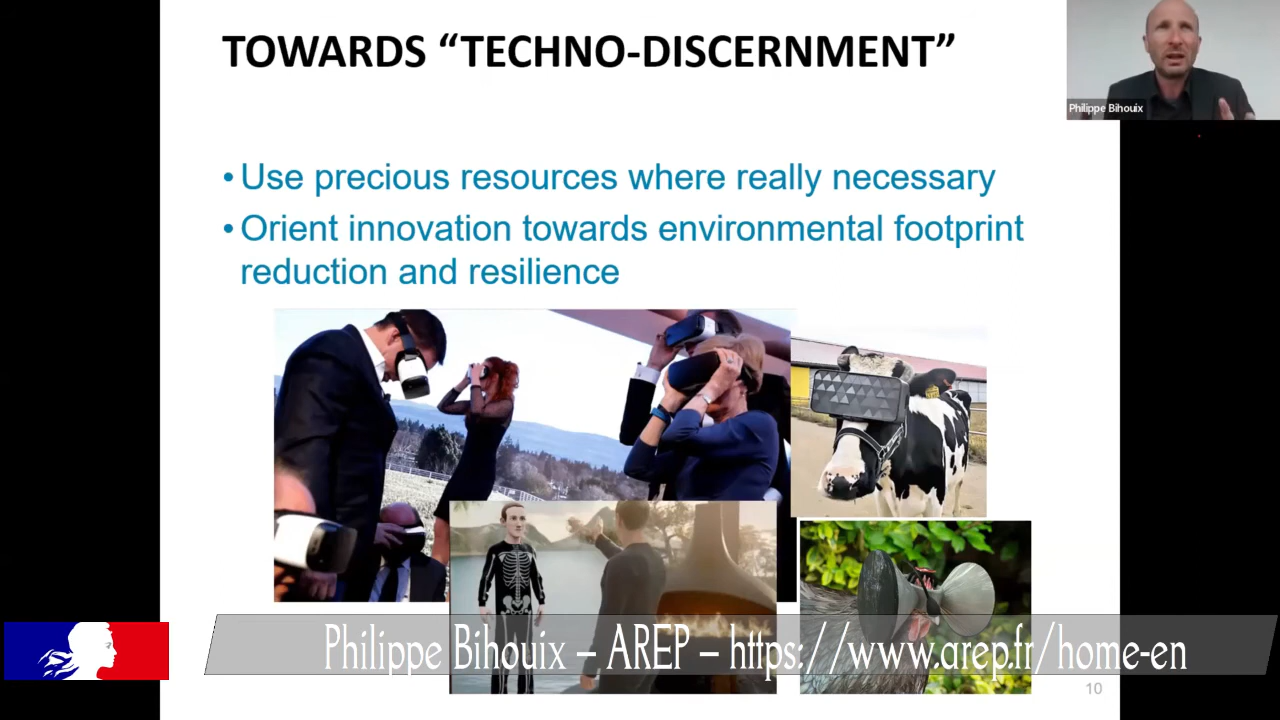 TOWARDS “TECHNO-DISCERNMENT”
Philippe Bihouix
• Use precious resources where really necessary
• Orient innovation towards environmental footprint
reduction and resilience
Philippe Bihouix – AREP – https://www.arep.fr/home-en
10